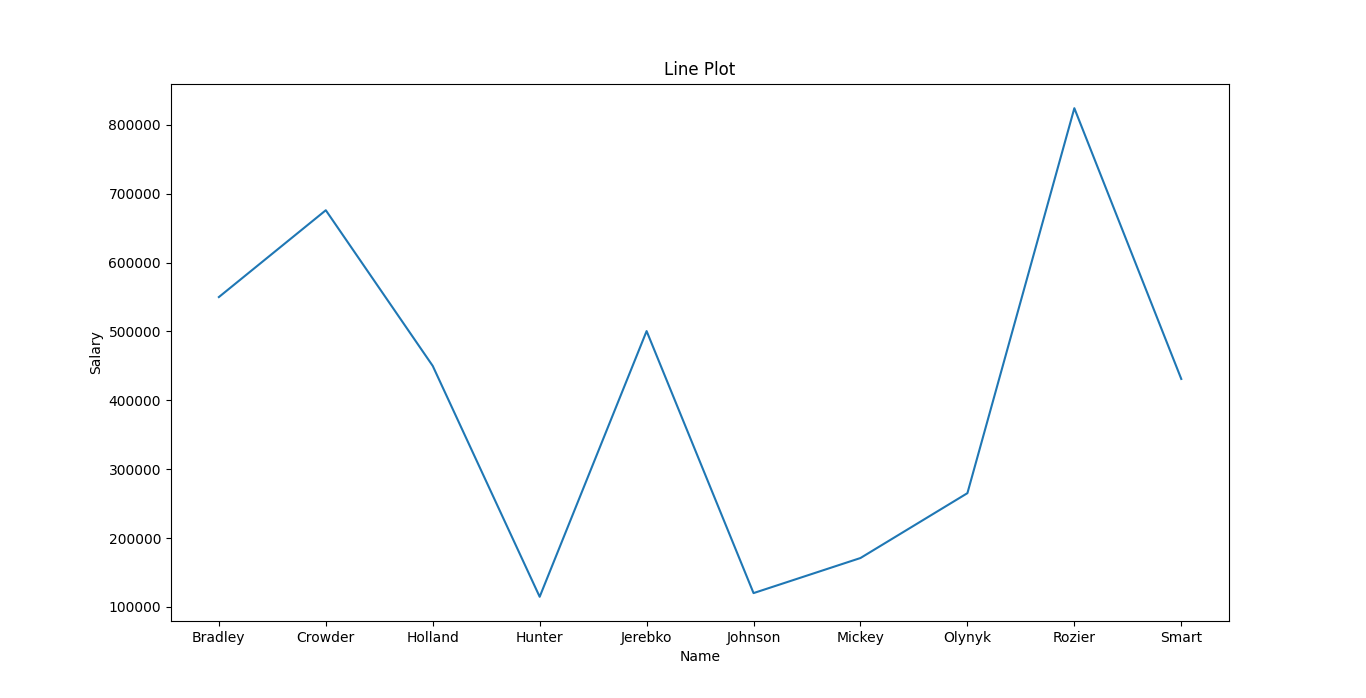 Line Plot
800000
700000
600000
500000
400000
300000
200000
100000
Salary
Bradley Crowder Holland Hunter Jerebko Johnson Mickey Olynyk Rozier Smart
Name